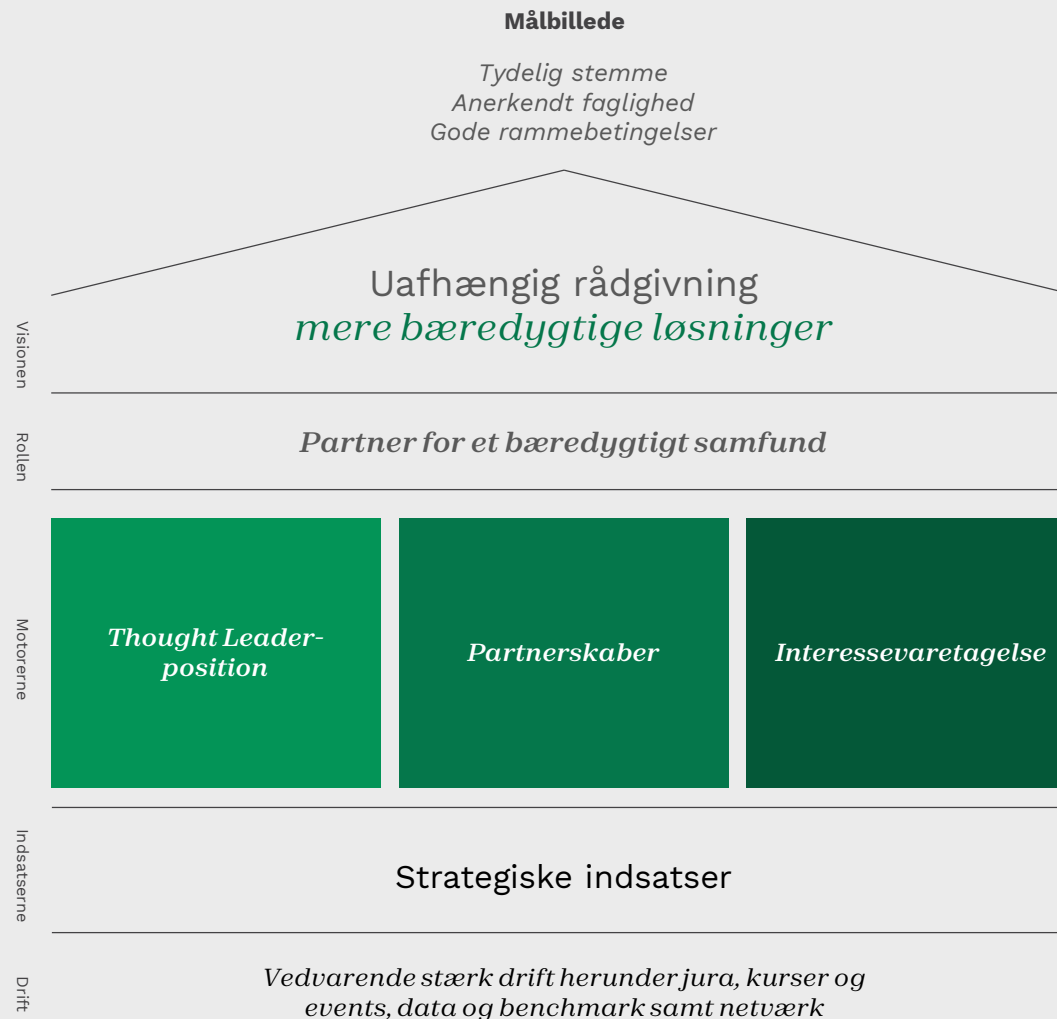 Målbillede
Tydelig stemme
Anerkendt faglighed
Gode rammebetingelser
Visionen
Uafhængig rådgivning
mere bæredygtige løsninger
Rollen
Partner for et bæredygtigt samfund
Motorerne
Thought Leader-
position
Partnerskaber
Interessevaretagelse
Indsatserne
Strategiske indsatser
Drift
Vedvarende stærk drift herunder jura, kurser og
events, data og benchmark samt netværk